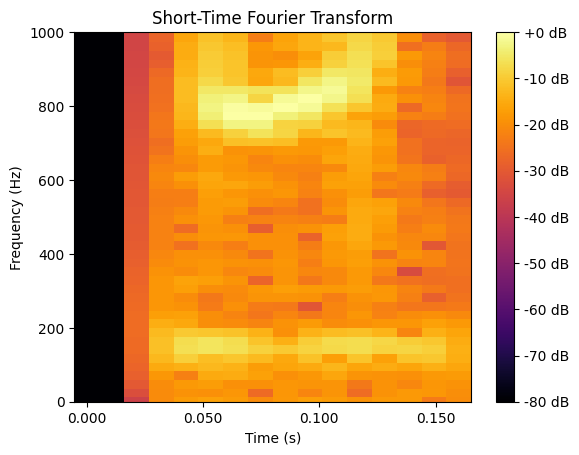 Short-Time Fourier Transform
1000
800
600
400
200
0
Frequency (Hz)
0.000
0.050
0.100
0.150
Time (s)
+0 dB
-10 dB
-20 dB
-30 dB
-40 dB
-50 dB
-60 dB
-70 dB
-80 dB